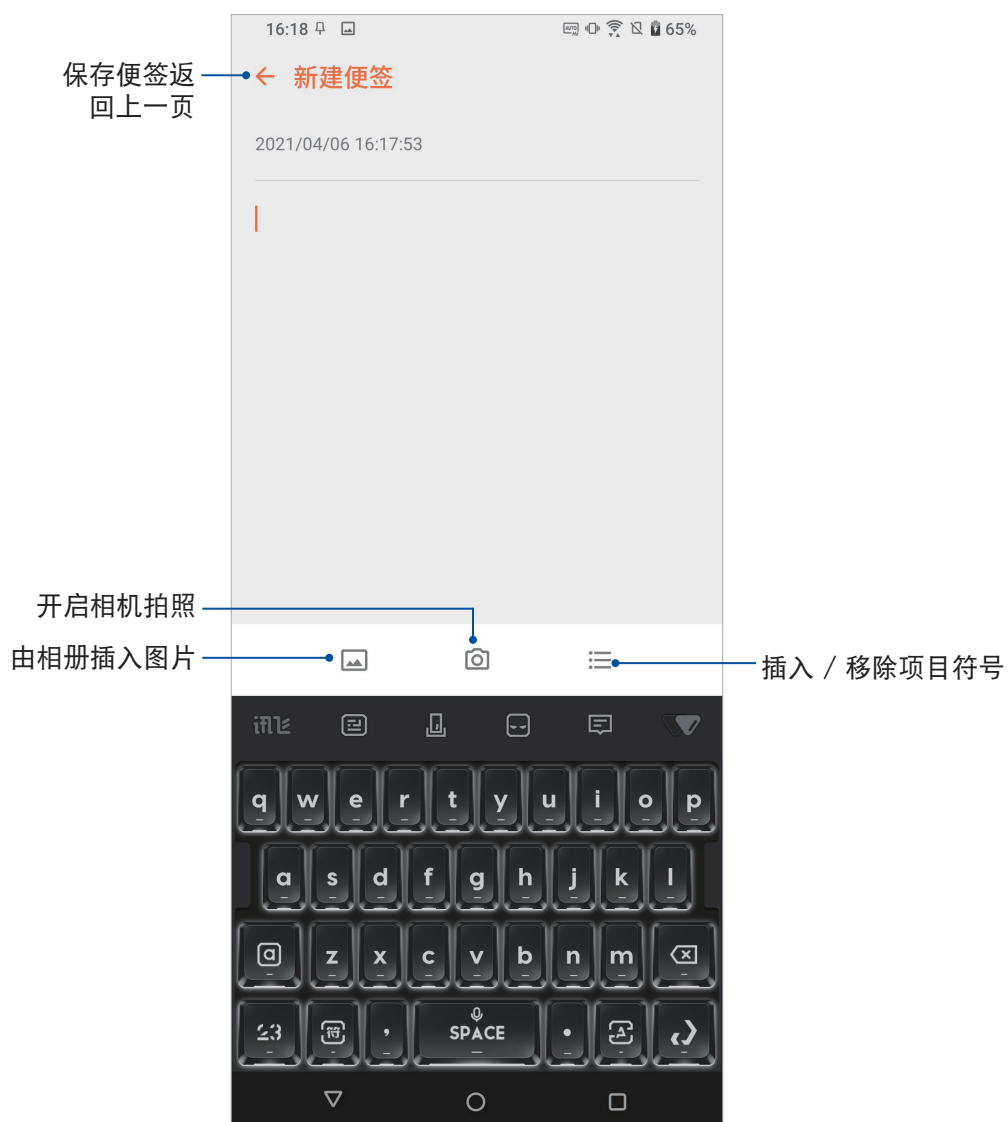 16:18 65%
保存便签返
回上一页
新建便签
2021/04/06 16:17:53
开启相机拍照
由相册插入图片
插入 / 移除项目符号
q w e r t y u i o p
a s d f g h j k l
@ z x c v b n m
符 , SPACE . A